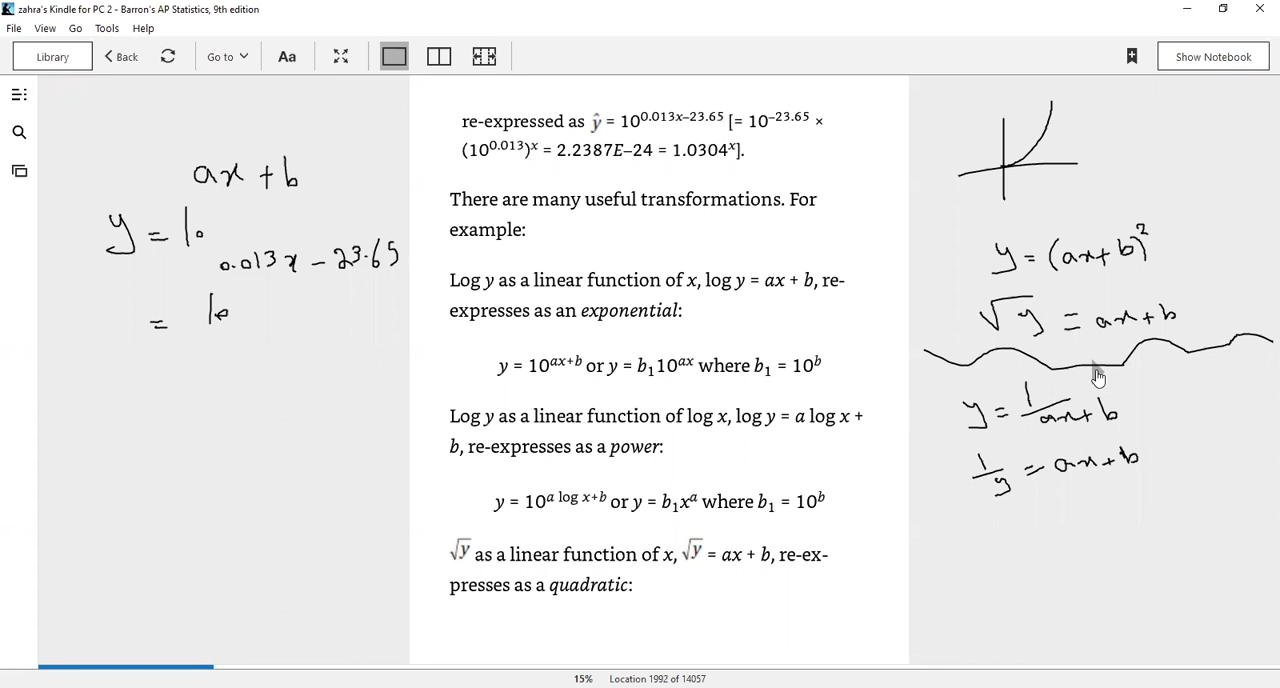 zahra's Kindle for PC 2 - Barron's AP Statistics, 9th edition
File View Go Tools Help
Library Back Go to Aa Show Notebook
re-expressed as ŷ = 10^0.013x–23.65 [= 10^–23.65 ×
(10^0.013)^x = 2.2387E–24 = 1.0304^x].
There are many useful transformations. For
example:
Log y as a linear function of x, log y = ax + b, re-
expresses as an exponential:
y = 10^ax+b or y = b₁10^ax where b₁ = 10^b
Log y as a linear function of log x, log y = a log x +
b, re-expresses as a power:
y = 10^a log x+b or y = b₁x^a where b₁ = 10^b
√y as a linear function of x, √y = ax + b, re-ex-
presses as a quadratic:
ax + b
y = 10
0.013x - 23.65
= 10
y = (ax+b)²
√y = ax+b
y = 1/ax+b
1/y = ax+b
15% Location 1992 of 14057